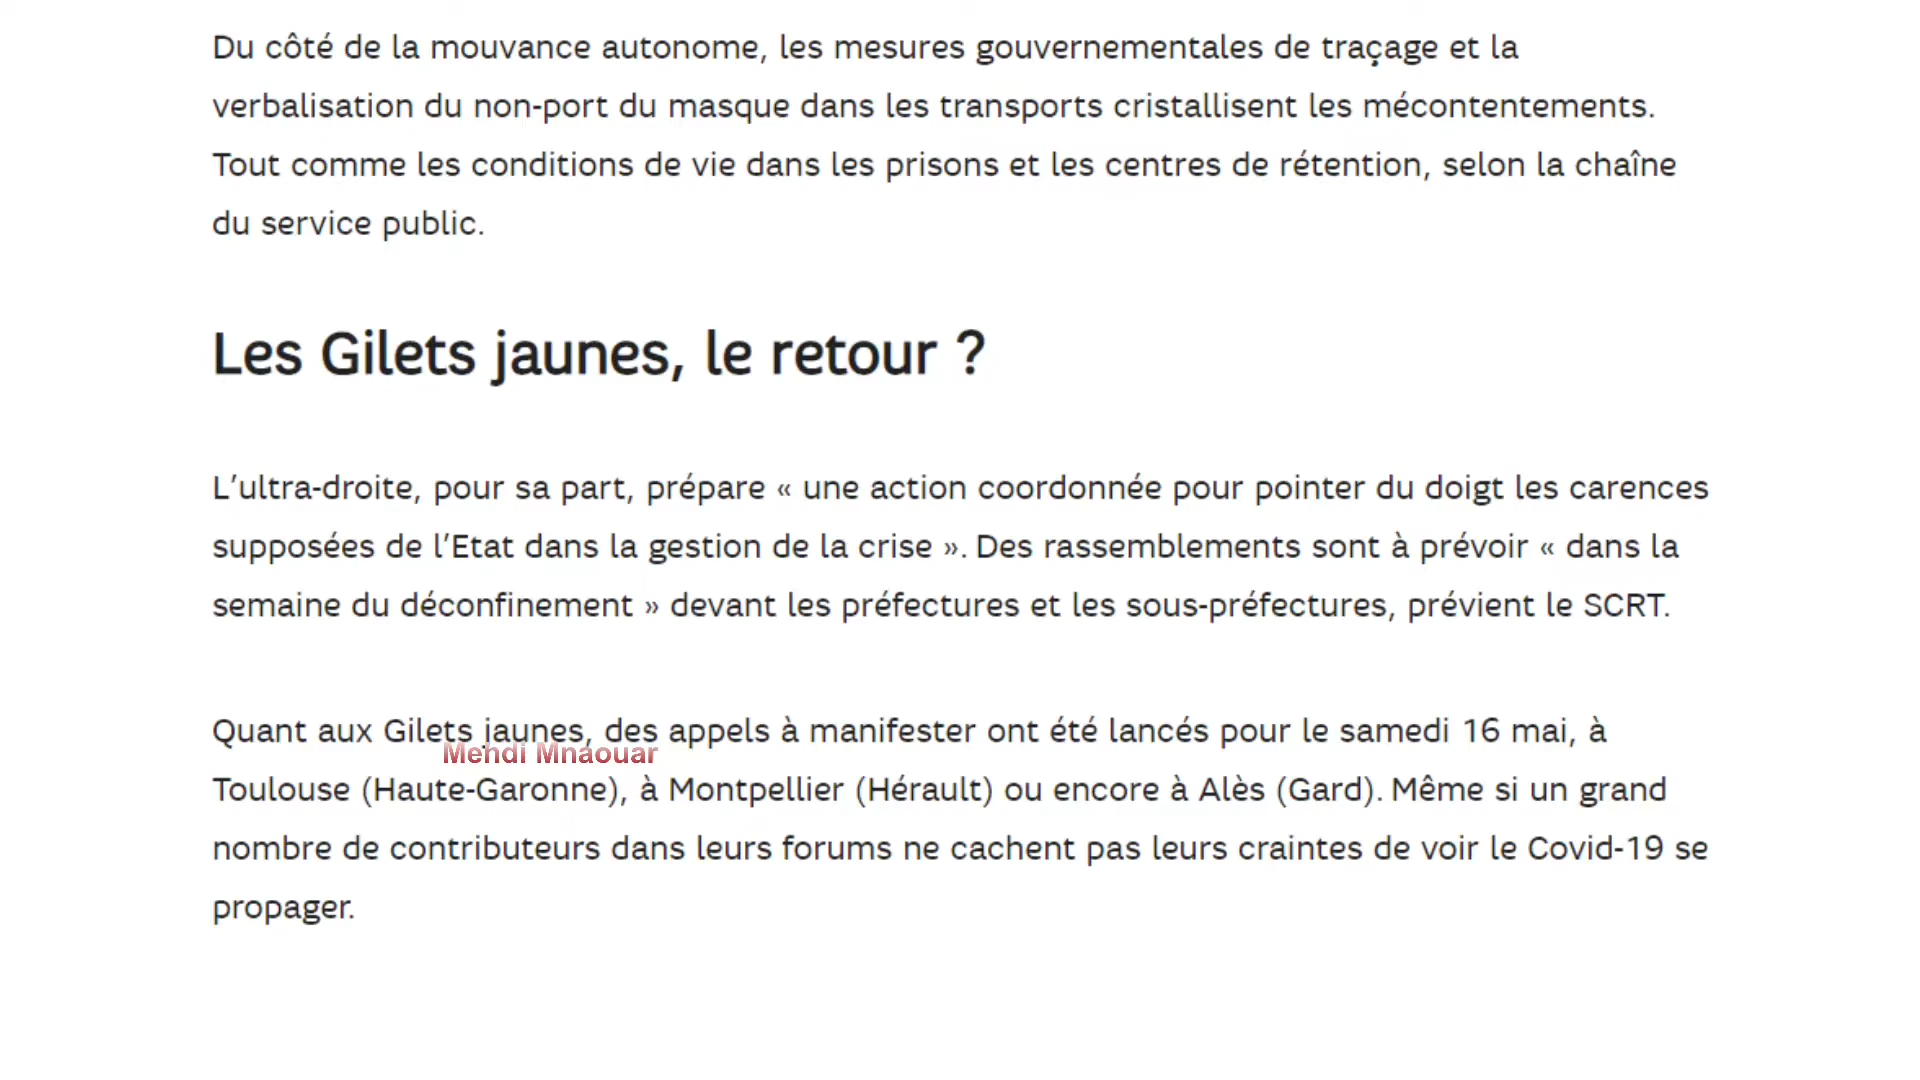 Du côté de la mouvance autonome, les mesures gouvernementales de traçage et la
verbalisation du non-port du masque dans les transports cristallisent les mécontentements.
Tout comme les conditions de vie dans les prisons et les centres de rétention, selon la chaîne
du service public.
Les Gilets jaunes, le retour ?
L’ultra-droite, pour sa part, prépare « une action coordonnée pour pointer du doigt les carences
supposées de l’Etat dans la gestion de la crise ». Des rassemblements sont à prévoir « dans la
semaine du déconfinement » devant les préfectures et les sous-préfectures, prévient le SCRT.
Quant aux Gilets jaunes, des appels à manifester ont été lancés pour le samedi 16 mai, à
Mehdi Mnaouar
Toulouse (Haute-Garonne), à Montpellier (Hérault) ou encore à Alès (Gard). Même si un grand
nombre de contributeurs dans leurs forums ne cachent pas leurs craintes de voir le Covid-19 se
propager.